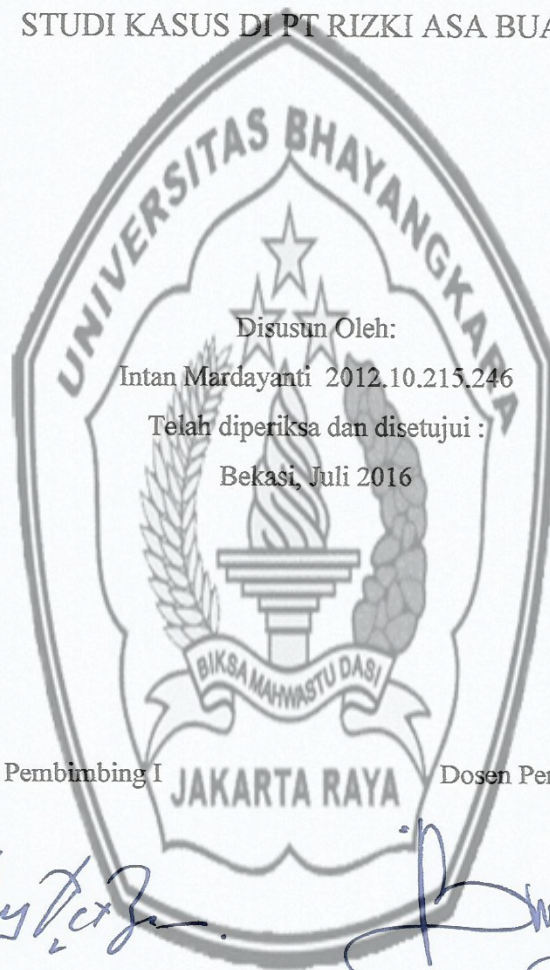 STUDI KASUS DI PT RIZKI ASA BUA
UNIVERSITAS BHAYANGKARA
Disusun Oleh:
Intan Mardayanti 2012.10.215.246
Telah diperiksa dan disetujui :
Bekasi, Juli 2016
BIKSA MAHWASTU DASI
Pembimbing I
JAKARTA RAYA
Dosen Per